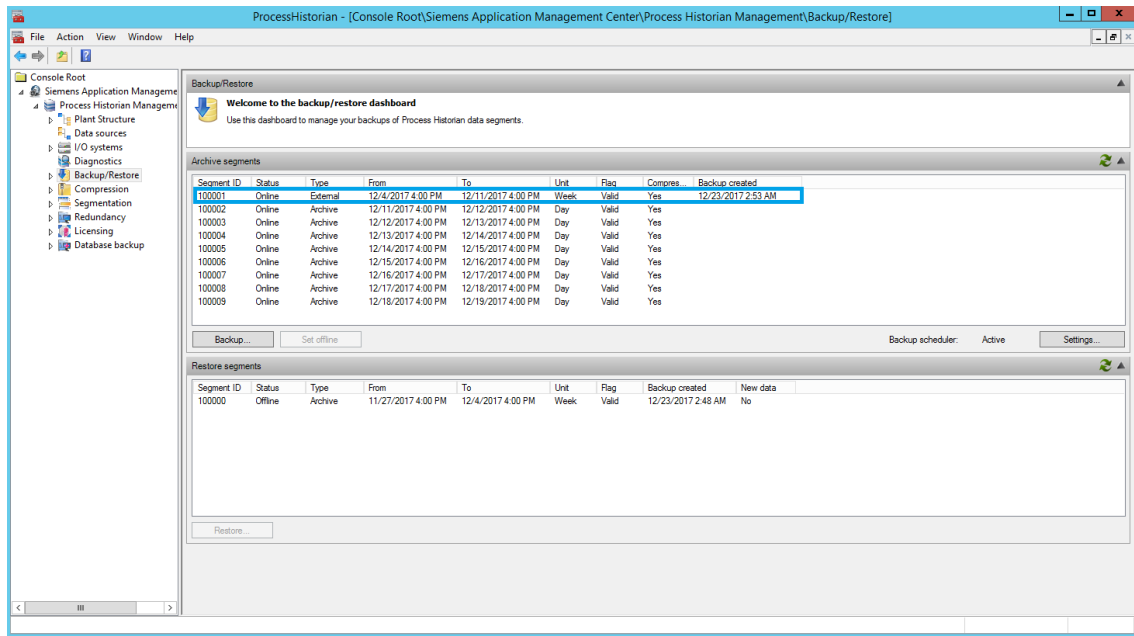 ProcessHistorian - [Console Root\Siemens Application Management Center\Process Historian Management\Backup/Restore]
File Action View Window Help
Console Root
Siemens Application Manageme
Process Historian Manageme
Plant Structure
Data sources
I/O systems
Diagnostics
Backup/Restore
Compression
Segmentation
Redundancy
Licensing
Database backup
Backup/Restore
Welcome to the backup/restore dashboard
Use this dashboard to manage your backups of Process Historian data segments.
Archive segments
Segment ID Status Type From To Unit Flag Compres... Backup created
100001 Online External 12/4/2017 4:00 PM 12/11/2017 4:00 PM Week Valid Yes 12/23/2017 2:53 AM
100002 Online Archive 12/11/2017 4:00 PM 12/12/2017 4:00 PM Day Valid Yes
100003 Online Archive 12/12/2017 4:00 PM 12/13/2017 4:00 PM Day Valid Yes
100004 Online Archive 12/13/2017 4:00 PM 12/14/2017 4:00 PM Day Valid Yes
100005 Online Archive 12/14/2017 4:00 PM 12/15/2017 4:00 PM Day Valid Yes
100006 Online Archive 12/15/2017 4:00 PM 12/16/2017 4:00 PM Day Valid Yes
100007 Online Archive 12/16/2017 4:00 PM 12/17/2017 4:00 PM Day Valid Yes
100008 Online Archive 12/17/2017 4:00 PM 12/18/2017 4:00 PM Day Valid Yes
100009 Online Archive 12/18/2017 4:00 PM 12/19/2017 4:00 PM Day Valid Yes
Backup... Set offline Backup scheduler: Active Settings...
Restore segments
Segment ID Status Type From To Unit Flag Backup created New data
100000 Offline Archive 11/27/2017 4:00 PM 12/4/2017 4:00 PM Week Valid 12/23/2017 2:48 AM No
Restore...